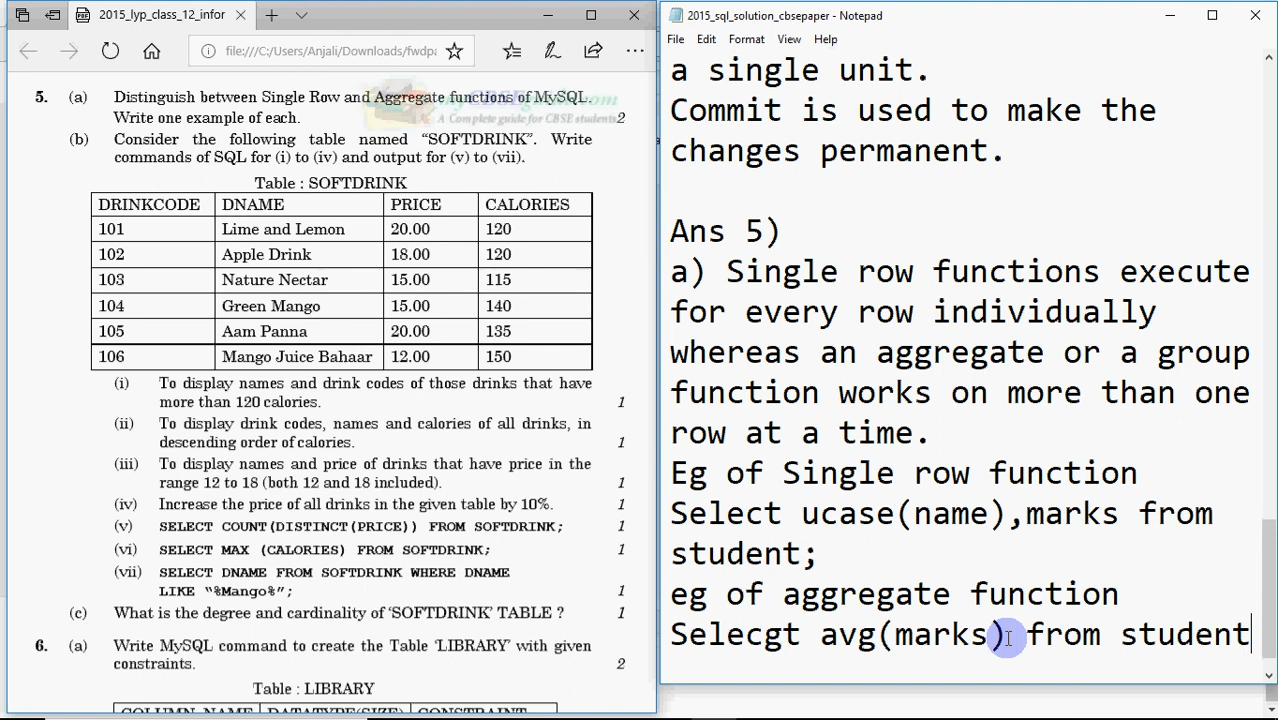 2015_lyp_class_12_infor
file:///C:/Users/Anjali/Downloads/fwdpa
5. (a) Distinguish between Single Row and Aggregate functions of MySQL.
Write one example of each. 2
(b) Consider the following table named “SOFTDRINK”. Write
commands of SQL for (i) to (iv) and output for (v) to (vii).
Table : SOFTDRINK
DRINKCODE DNAME PRICE CALORIES
101 Lime and Lemon 20.00 120
102 Apple Drink 18.00 120
103 Nature Nectar 15.00 115
104 Green Mango 15.00 140
105 Aam Panna 20.00 135
106 Mango Juice Bahaar 12.00 150
(i) To display names and drink codes of those drinks that have
more than 120 calories. 1
(ii) To display drink codes, names and calories of all drinks, in
descending order of calories. 1
(iii) To display names and price of drinks that have price in the
range 12 to 18 (both 12 and 18 included). 1
(iv) Increase the price of all drinks in the given table by 10%. 1
(v) SELECT COUNT(DISTINCT(PRICE)) FROM SOFTDRINK; 1
(vi) SELECT MAX (CALORIES) FROM SOFTDRINK; 1
(vii) SELECT DNAME FROM SOFTDRINK WHERE DNAME
LIKE “%Mango%”; 1
(c) What is the degree and cardinality of ‘SOFTDRINK’ TABLE ? 1
6. (a) Write MySQL command to create the Table ‘LIBRARY’ with given
constraints. 2
Table : LIBRARY
COLUMN_NAME DATATYPE(SIZE) CONSTRAINT
A Complete guide for CBSE students
2015_sql_solution_cbsepaper - Notepad
File Edit Format View Help
a single unit.
Commit is used to make the
changes permanent.
Ans 5)
a) Single row functions execute
for every row individually
whereas an aggregate or a group
function works on more than one
row at a time.
Eg of Single row function
Select ucase(name),marks from
student;
eg of aggregate function
Selecgt avg(marks) from student